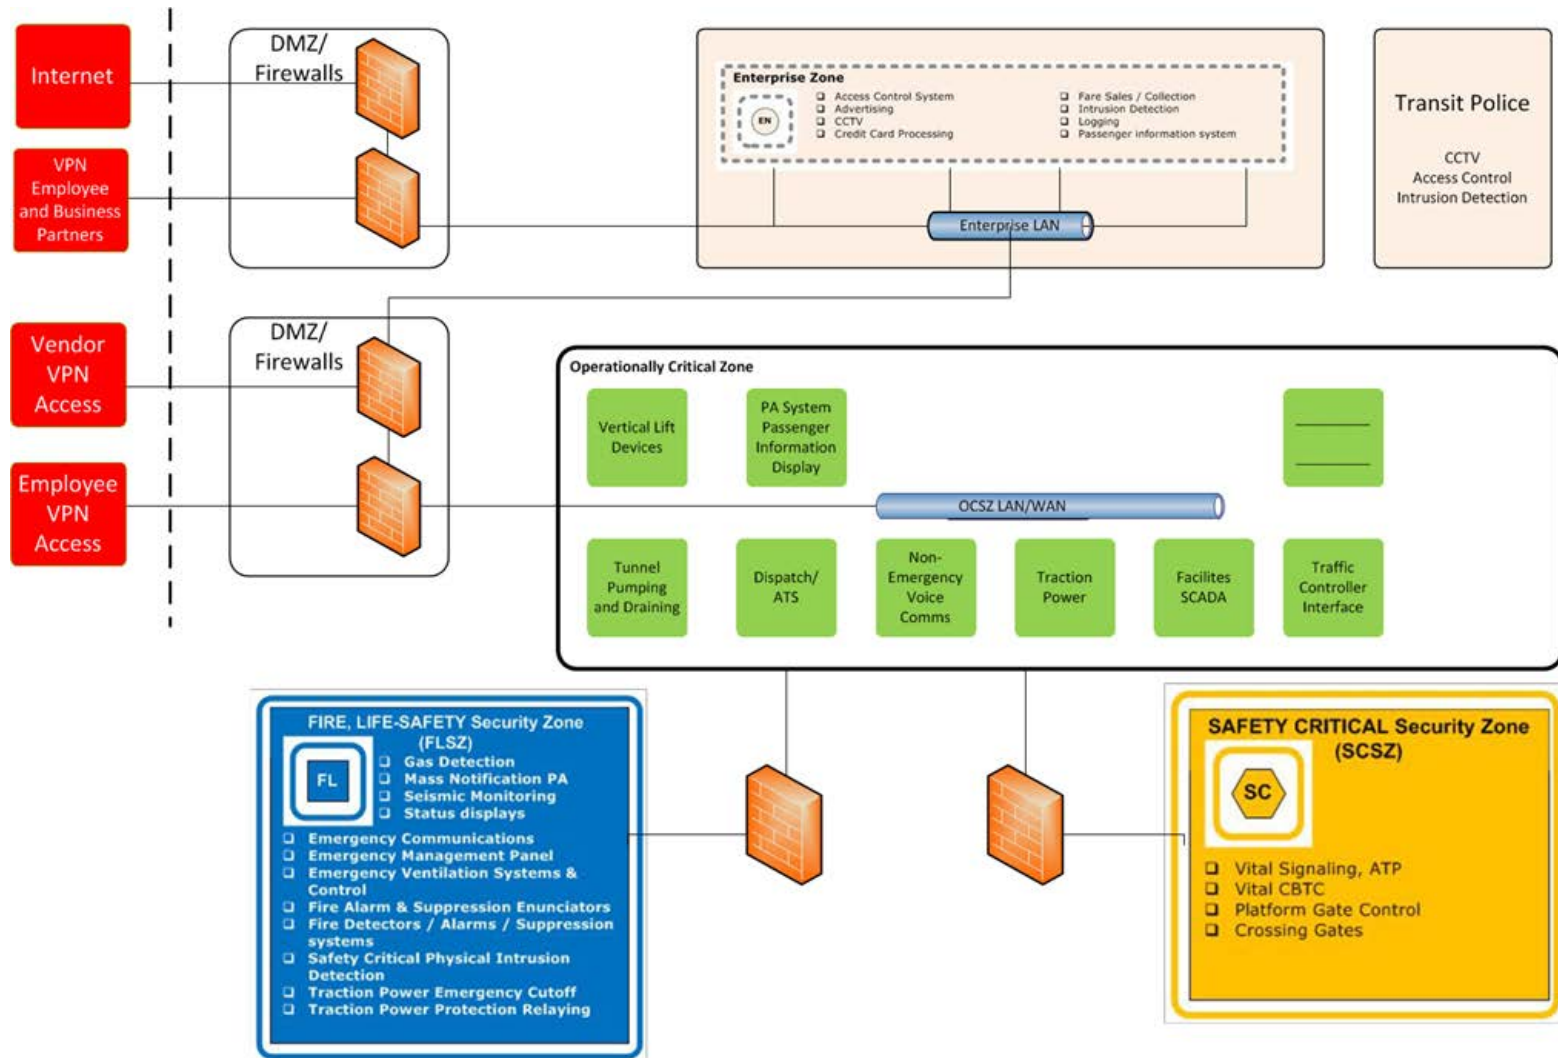 Internet
VPN
Employee
and Business
Partners
Vendor
VPN
Access
Employee
VPN
Access
DMZ/
Firewalls
DMZ/
Firewalls
Enterprise Zone
EN
Access Control System
Advertising
CCTV
Credit Card Processing
Fare Sales / Collection
Intrusion Detection
Logging
Passenger information system
Enterprise LAN
Transit Police
CCTV
Access Control
Intrusion Detection
Operationally Critical Zone
Vertical Lift
Devices
PA System
Passenger
Information
Display
OCSZ LAN/WAN
Tunnel
Pumping
and Draining
Dispatch/
ATS
Non-
Emergency
Voice
Comms
Traction
Power
Facilites
SCADA
Traffic
Controller
Interface
FIRE, LIFE-SAFETY Security Zone
(FLSZ)
FL
Gas Detection
Mass Notification PA
Seismic Monitoring
Status displays
Emergency Communications
Emergency Management Panel
Emergency Ventilation Systems &
Control
Fire Alarm & Suppression Enunciators
Fire Detectors / Alarms / Suppression
systems
Safety Critical Physical Intrusion
Detection
Traction Power Emergency Cutoff
Traction Power Protection Relaying
SAFETY CRITICAL Security Zone
(SCSZ)
SC
Vital Signaling, ATP
Vital CBTC
Platform Gate Control
Crossing Gates